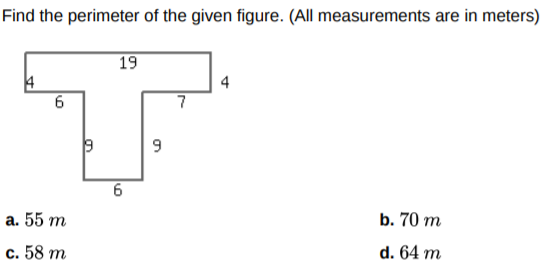 Find the perimeter of the given figure. (All measurements are in meters)
19
4 4
6 7
9 9
6
a. 55 m b. 70 m
c. 58 m d. 64 m